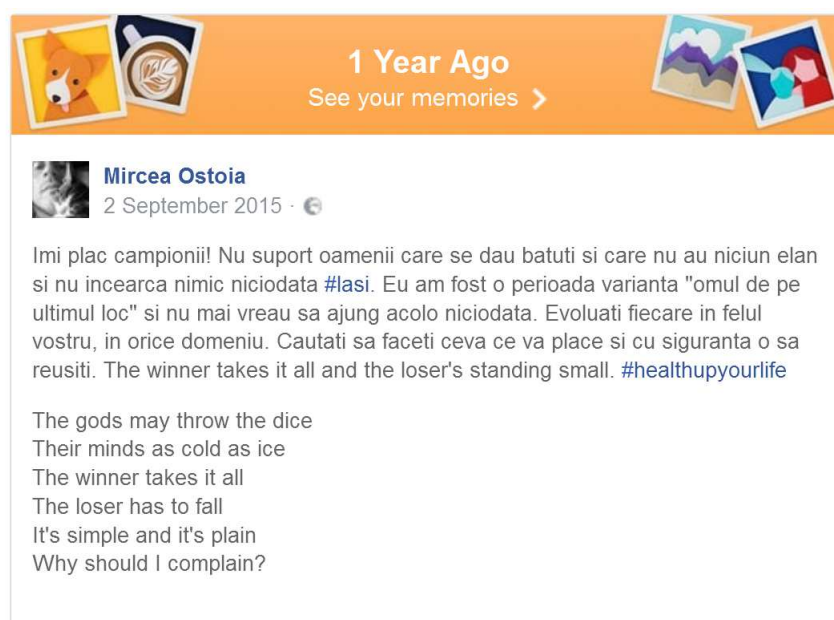 1 Year Ago
See your memories
Mircea Ostoia
2 September 2015 ·
Imi plac campionii! Nu suport oamenii care se dau batuti si care nu au niciun elan
si nu incearca nimic niciodata #Iasi. Eu am fost o perioada varianta "omul de pe
ultimul loc" si nu mai vreau sa ajung acolo niciodata. Evoluati fiecare in felul
vostru, in orice domeniu. Cautati sa faceti ceva ce va place si cu siguranta o sa
reusiti. The winner takes it all and the loser's standing small. #healthupyourlife
The gods may throw the dice
Their minds as cold as ice
The winner takes it all
The loser has to fall
It's simple and it's plain
Why should I complain?